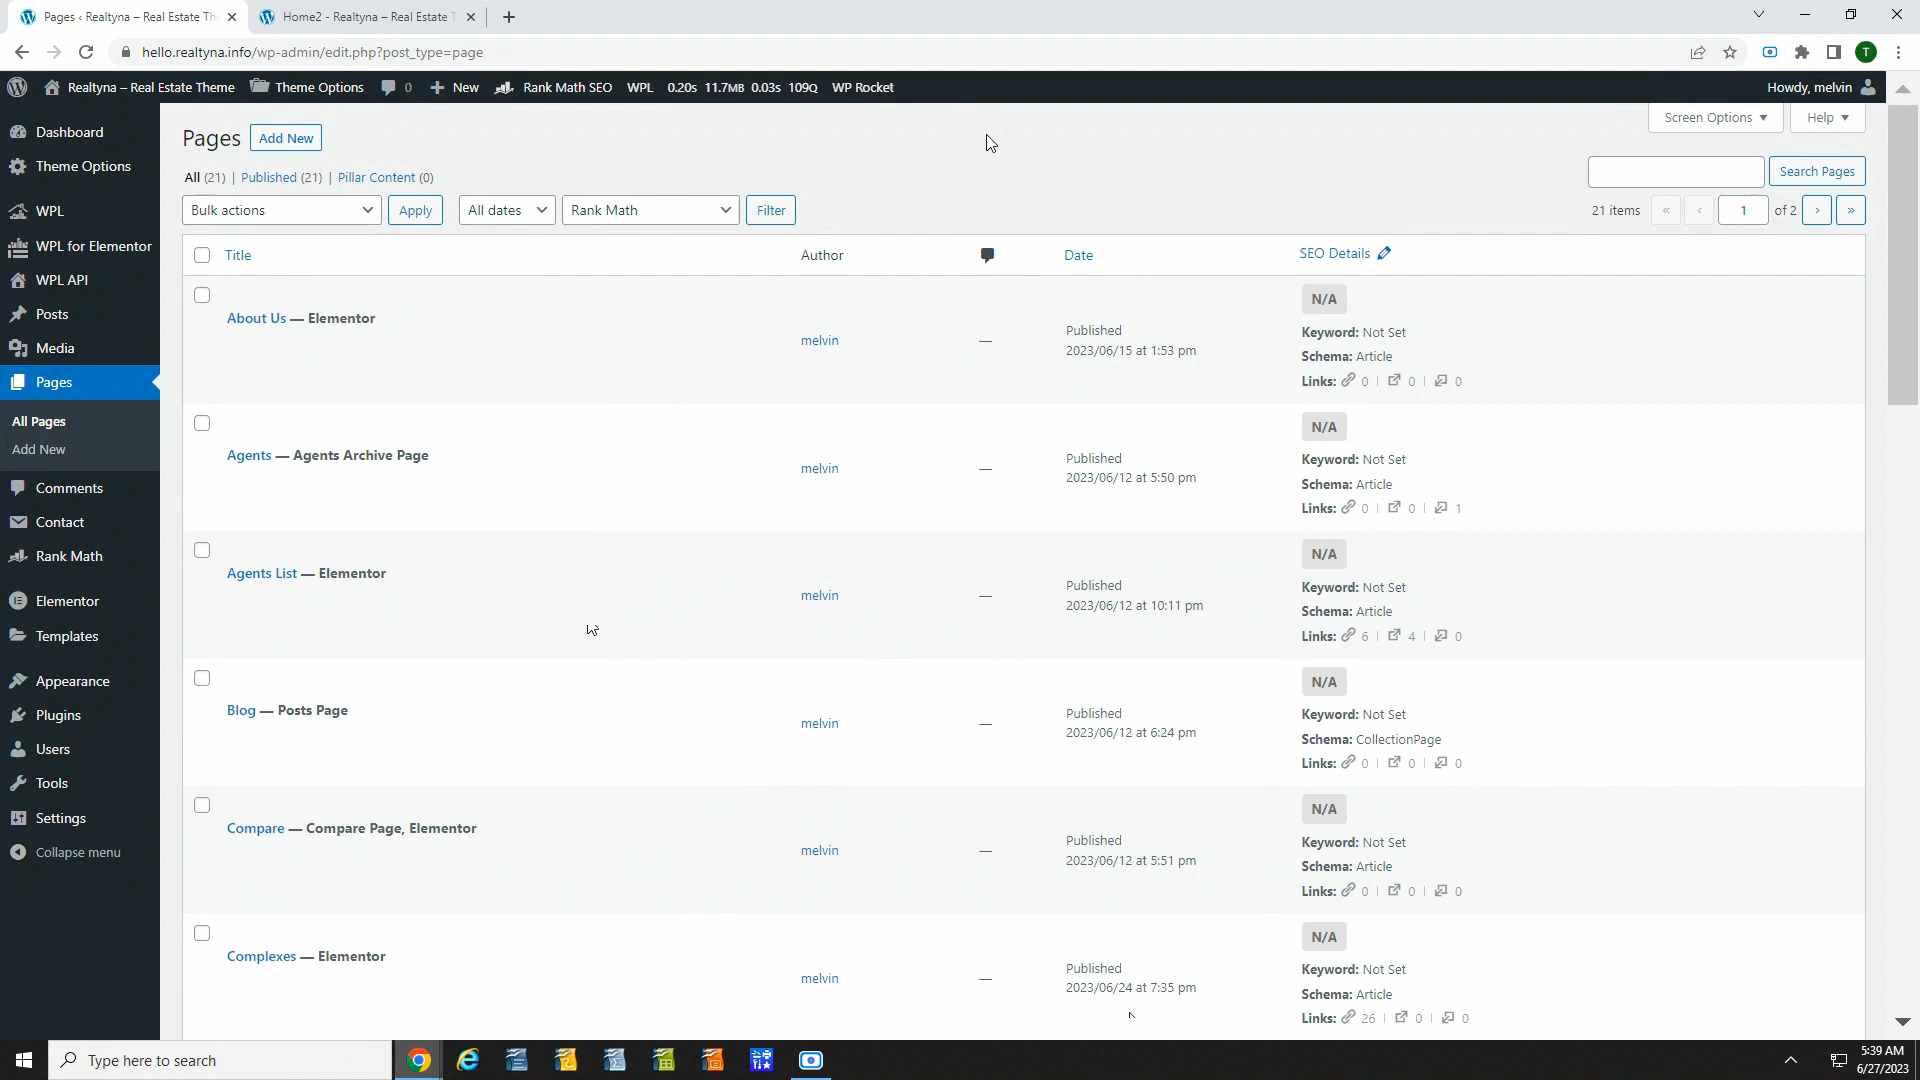 Pages ‹ Realtyna – Real Estate Th
Home2 - Realtyna – Real Estate T
hello.realtyna.info/wp-admin/edit.php?post_type=page
T
Realtyna – Real Estate Theme
Theme Options
0
New
Rank Math SEO
WPL
0.20s 11.7MB 0.03s 109Q
WP Rocket
Howdy, melvin
Dashboard
Theme Options
WPL
WPL for Elementor
WPL API
Posts
Media
Pages
All Pages
Add New
Comments
Contact
Rank Math
Elementor
Templates
Appearance
Plugins
Users
Tools
Settings
Collapse menu
Screen Options
Help
Pages
Add New
All (21) | Published (21) | Pillar Content (0)
Search Pages
Bulk actions
Apply
All dates
Rank Math
Filter
21 items
«
‹
1
of 2
›
»
Title
Author
Date
SEO Details
About Us — Elementor
melvin
—
Published
2023/06/15 at 1:53 pm
N/A
Keyword: Not Set
Schema: Article
Links: 0 | 0 | 0
Agents — Agents Archive Page
melvin
—
Published
2023/06/12 at 5:50 pm
N/A
Keyword: Not Set
Schema: Article
Links: 0 | 0 | 1
Agents List — Elementor
melvin
—
Published
2023/06/12 at 10:11 pm
N/A
Keyword: Not Set
Schema: Article
Links: 6 | 4 | 0
Blog — Posts Page
melvin
—
Published
2023/06/12 at 6:24 pm
N/A
Keyword: Not Set
Schema: CollectionPage
Links: 0 | 0 | 0
Compare — Compare Page, Elementor
melvin
—
Published
2023/06/12 at 5:51 pm
N/A
Keyword: Not Set
Schema: Article
Links: 0 | 0 | 0
Complexes — Elementor
melvin
—
Published
2023/06/24 at 7:35 pm
N/A
Keyword: Not Set
Schema: Article
Links: 26 | 0 | 0
Type here to search
5:39 AM
6/27/2023